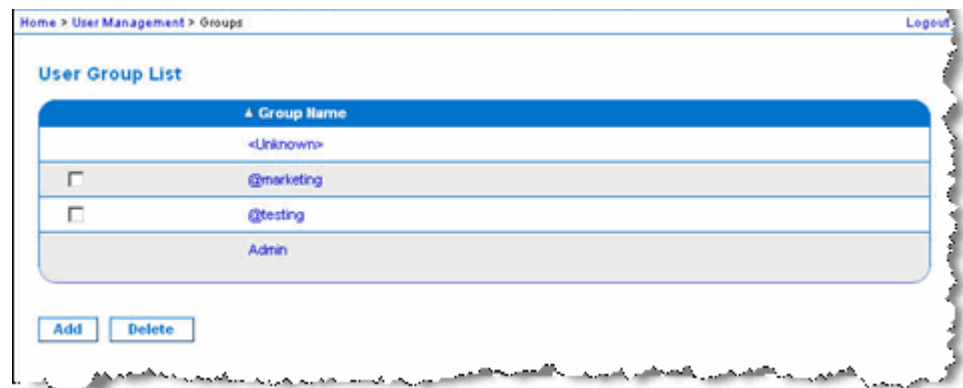 Home > User Management > Groups Logout
User Group List
▲ Group Name
<Unknown>
@marketing
@testing
Admin
Add Delete